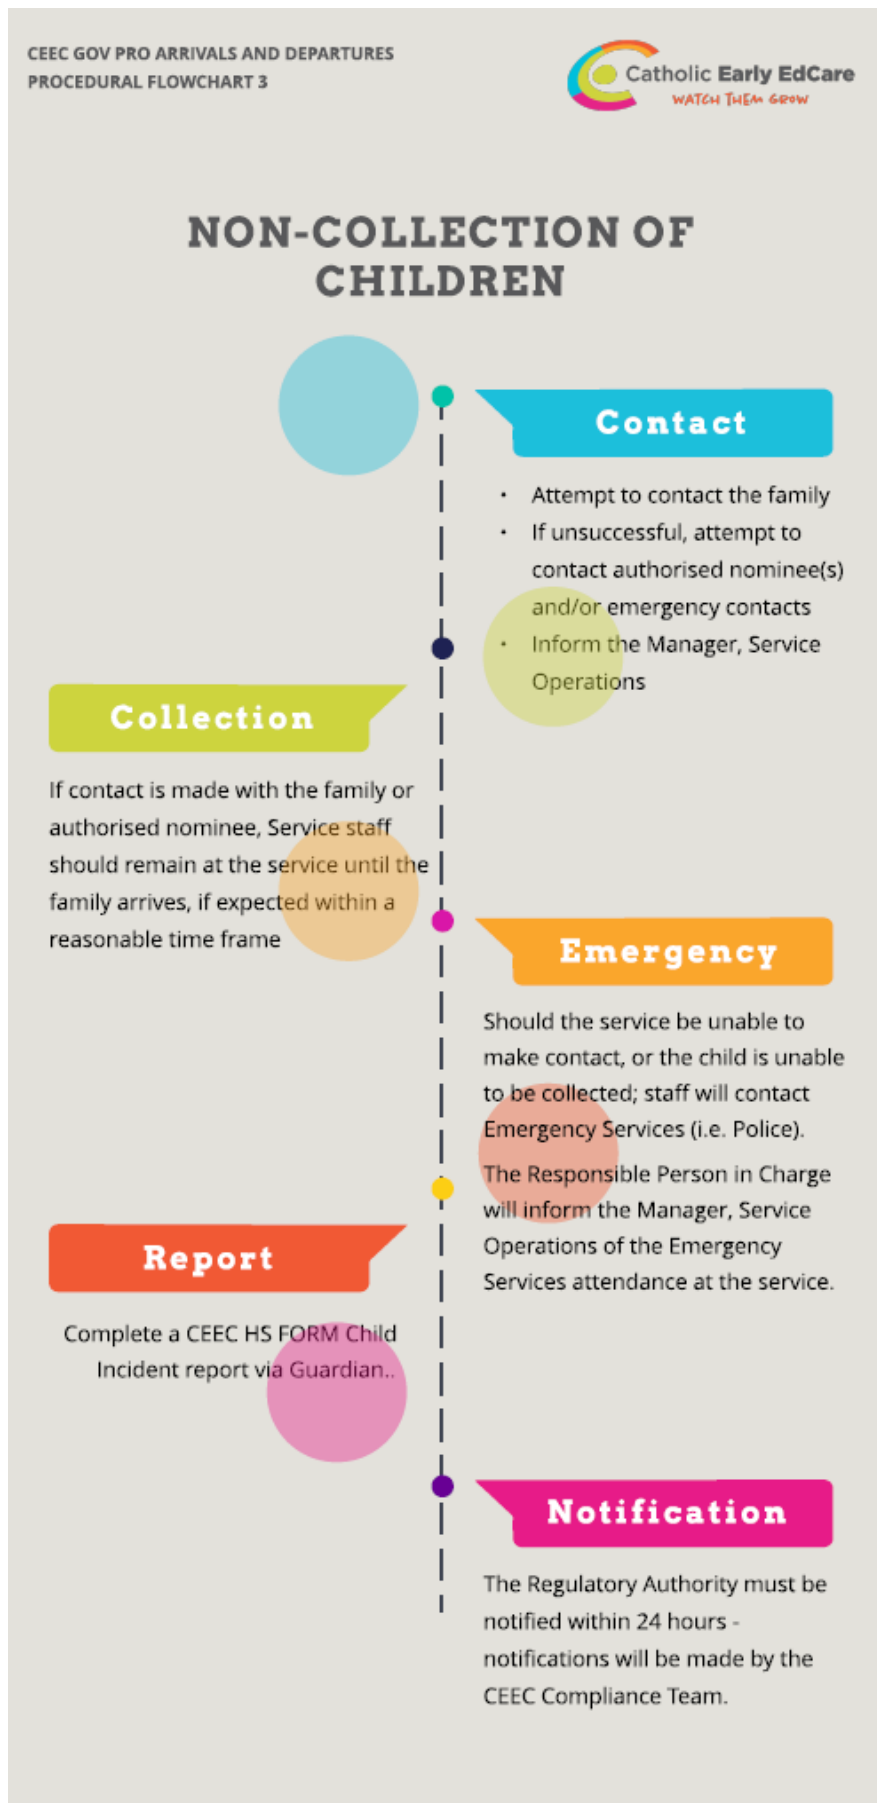 CEEC GOV PRO ARRIVALS AND DEPARTURES
PROCEDURAL FLOWCHART 3
Catholic Early EdCare
WATCH THEM GROW
NON-COLLECTION OF
CHILDREN
Contact
• Attempt to contact the family
• If unsuccessful, attempt to
contact authorised nominee(s)
and/or emergency contacts
• Inform the Manager, Service
Operations
Collection
If contact is made with the family or
authorised nominee, Service staff
should remain at the service until the
family arrives, if expected within a
reasonable time frame
Emergency
Should the service be unable to
make contact, or the child is unable
to be collected; staff will contact
Emergency Services (i.e. Police).
The Responsible Person in Charge
will inform the Manager, Service
Operations of the Emergency
Services attendance at the service.
Report
Complete a CEEC HS FORM Child
Incident report via Guardian..
Notification
The Regulatory Authority must be
notified within 24 hours -
notifications will be made by the
CEEC Compliance Team.